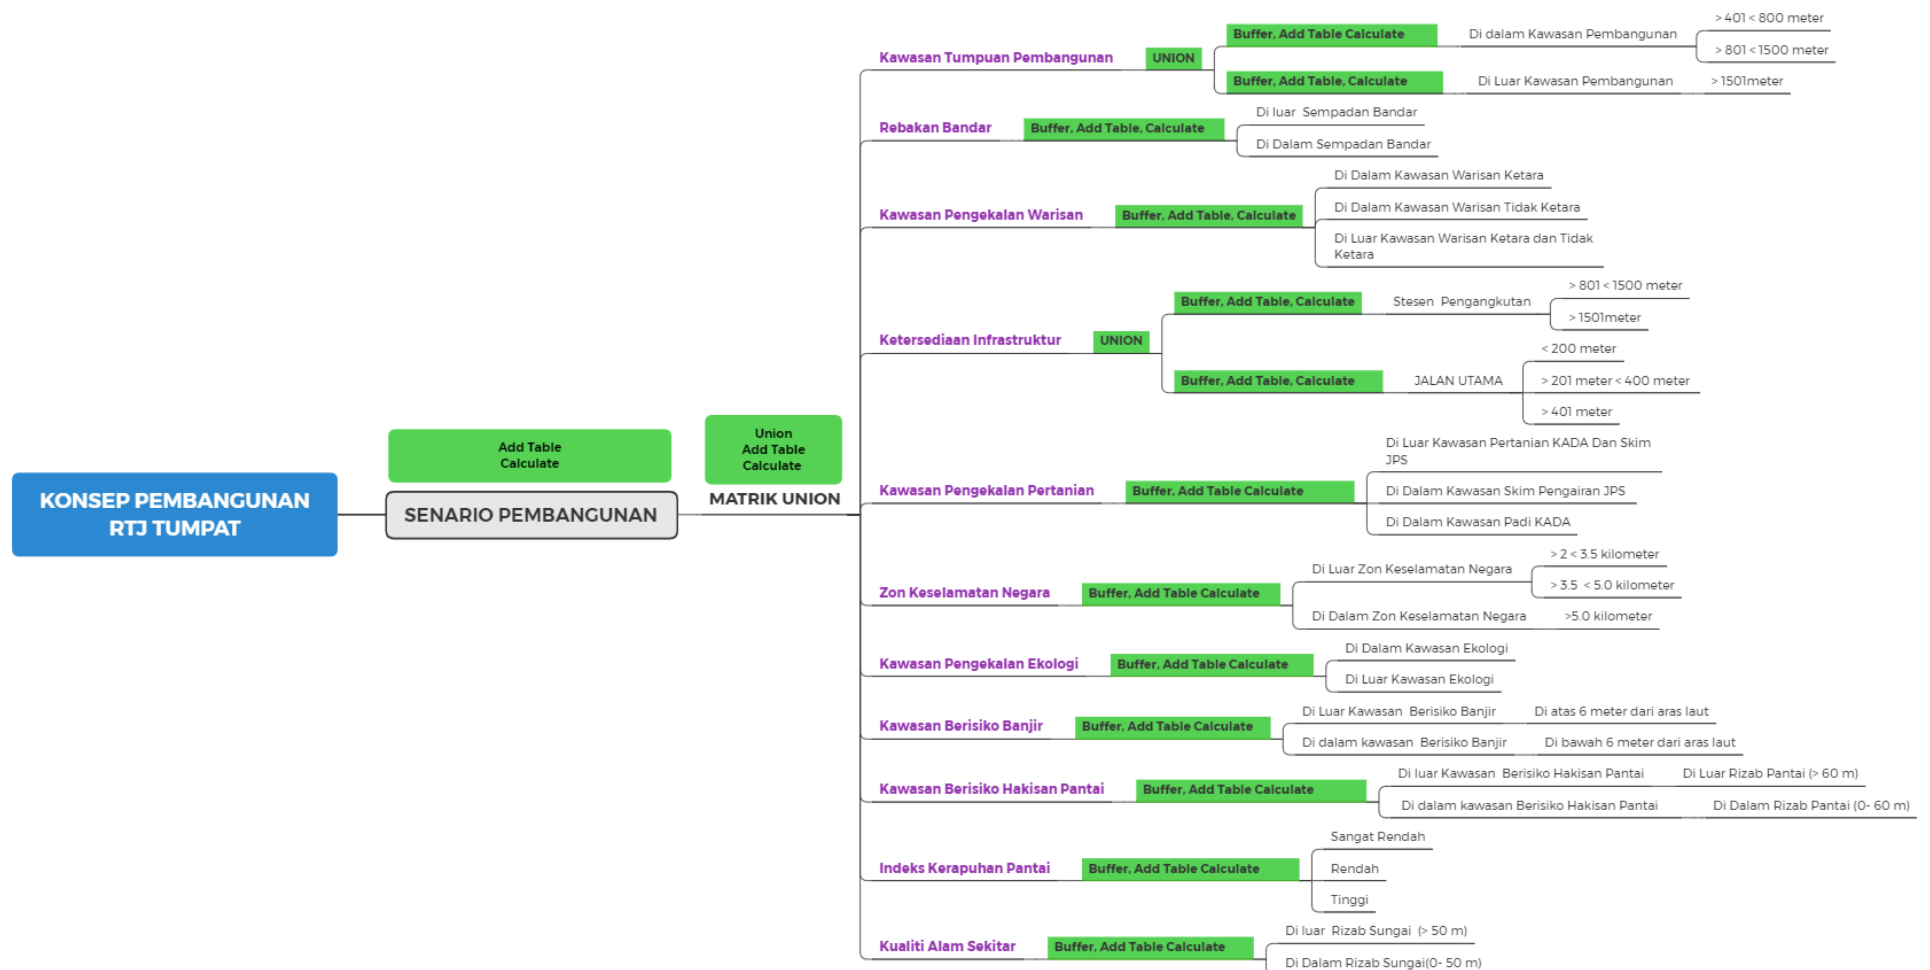 KONSEP PEMBANGUNAN
RTJ TUMPAT
Add Table
Calculate
SENARIO PEMBANGUNAN
Union
Add Table
Calculate
MATRIK UNION
Kawasan Tumpuan Pembangunan
UNION
Buffer, Add Table Calculate
Di dalam Kawasan Pembangunan
> 401 < 800 meter
> 801 < 1500 meter
Buffer, Add Table, Calculate
Di Luar Kawasan Pembangunan
> 1501meter
Rebakan Bandar
Buffer, Add Table, Calculate
Di luar Sempadan Bandar
Di Dalam Sempadan Bandar
Kawasan Pengekalan Warisan
Buffer, Add Table, Calculate
Di Dalam Kawasan Warisan Ketara
Di Dalam Kawasan Warisan Tidak Ketara
Di Luar Kawasan Warisan Ketara dan Tidak
Ketara
Ketersediaan Infrastruktur
UNION
Buffer, Add Table, Calculate
Stesen Pengangkutan
> 801 < 1500 meter
> 1501meter
Buffer, Add Table, Calculate
JALAN UTAMA
< 200 meter
> 201 meter < 400 meter
> 401 meter
Kawasan Pengekalan Pertanian
Buffer, Add Table Calculate
Di Luar Kawasan Pertanian KADA Dan Skim
JPS
Di Dalam Kawasan Skim Pengairan JPS
Di Dalam Kawasan Padi KADA
Zon Keselamatan Negara
Buffer, Add Table Calculate
Di Luar Zon Keselamatan Negara
> 2 < 3.5 kilometer
> 3.5 < 5.0 kilometer
Di Dalam Zon Keselamatan Negara
>5.0 kilometer
Kawasan Pengekalan Ekologi
Buffer, Add Table Calculate
Di Dalam Kawasan Ekologi
Di Luar Kawasan Ekologi
Kawasan Berisiko Banjir
Buffer, Add Table Calculate
Di Luar Kawasan Berisiko Banjir
Di atas 6 meter dari aras laut
Di dalam kawasan Berisiko Banjir
Di bawah 6 meter dari aras laut
Kawasan Berisiko Hakisan Pantai
Buffer, Add Table Calculate
Di luar Kawasan Berisiko Hakisan Pantai
Di Luar Rizab Pantai (> 60 m)
Di dalam kawasan Berisiko Hakisan Pantai
Di Dalam Rizab Pantai (0- 60 m)
Indeks Kerapuhan Pantai
Buffer, Add Table Calculate
Sangat Rendah
Rendah
Tinggi
Kualiti Alam Sekitar
Buffer, Add Table Calculate
Di luar Rizab Sungai (> 50 m)
Di Dalam Rizab Sungai(0- 50 m)